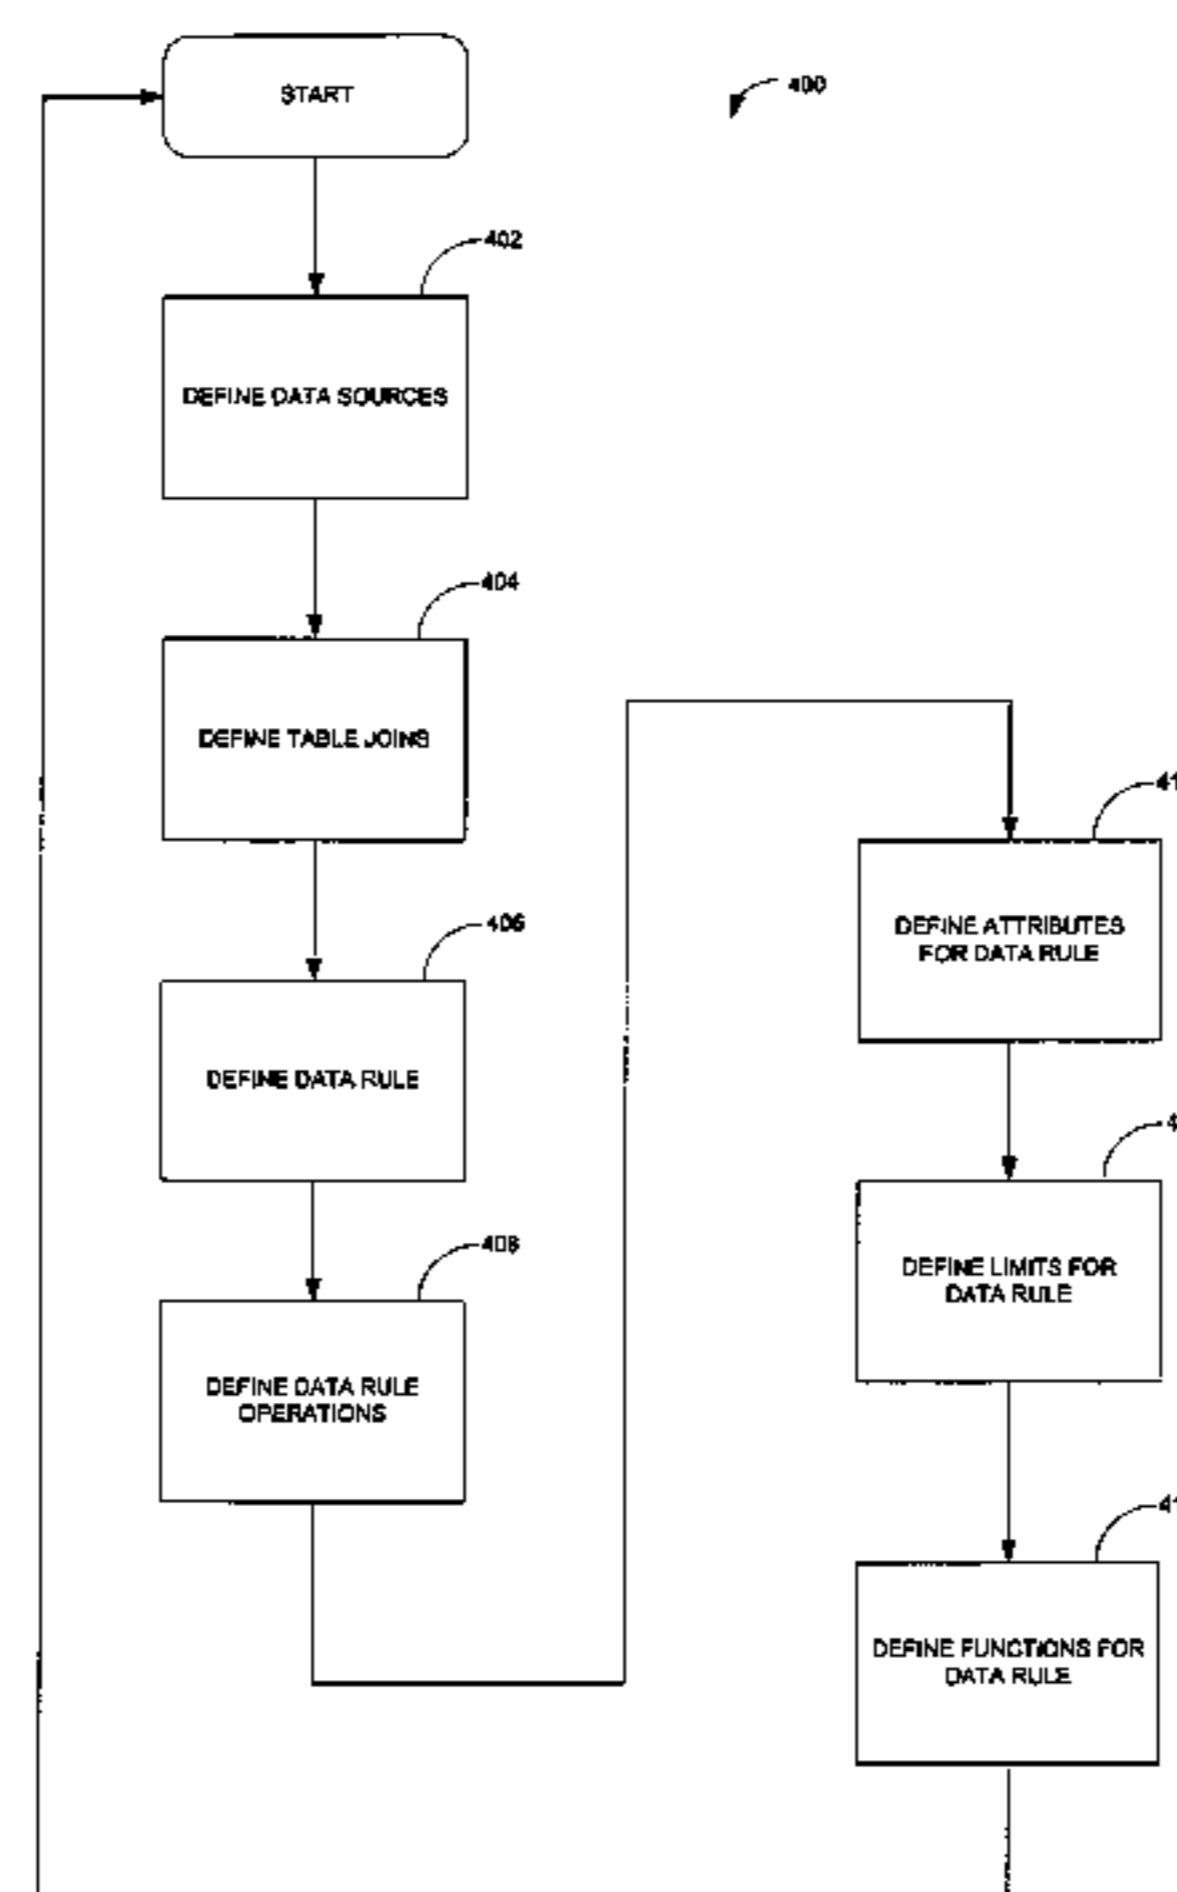 START
400
402
DEFINE DATA SOURCES
404
DEFINE TABLE JOINS
406
DEFINE DATA RULE
408
DEFINE DATA RULE
OPERATIONS
DEFINE ATTRIBUTES
FOR DATA RULE
DEFINE LIMITS FOR
DATA RULE
DEFINE FUNCTIONS FOR
DATA RULE